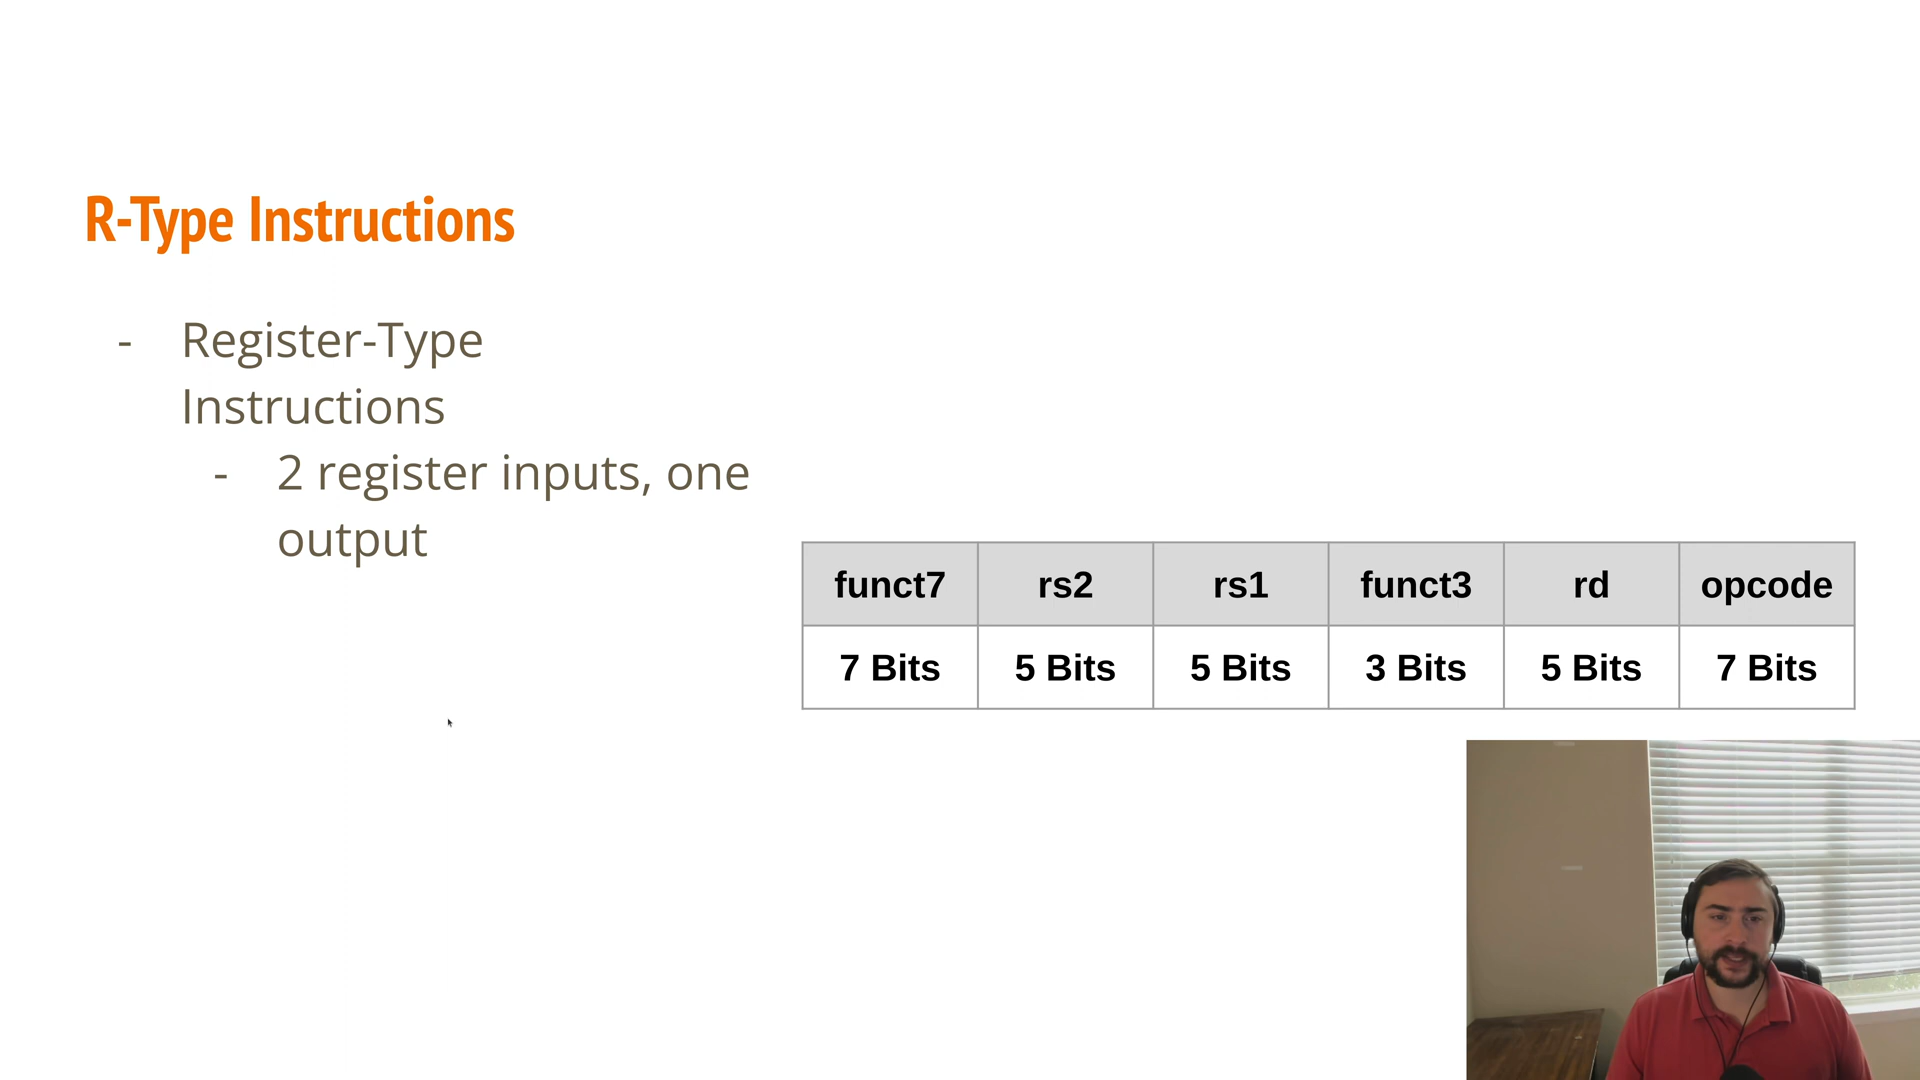 R-Type Instructions
- Register-Type
Instructions
- 2 register inputs, one
output
funct7 rs2 rs1 funct3 rd opcode
7 Bits 5 Bits 5 Bits 3 Bits 5 Bits 7 Bits